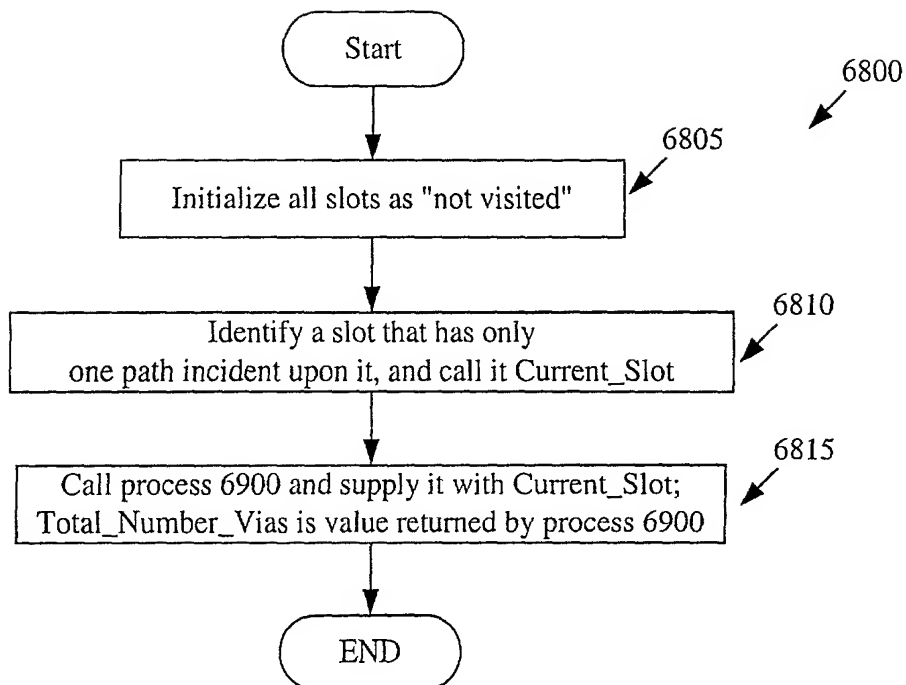 Start
6800
6805
Initialize all slots as "not visited"
6810
Identify a slot that has only
one path incident upon it, and call it Current_Slot
6815
Call process 6900 and supply it with Current_Slot;
Total_Number_Vias is value returned by process 6900
END